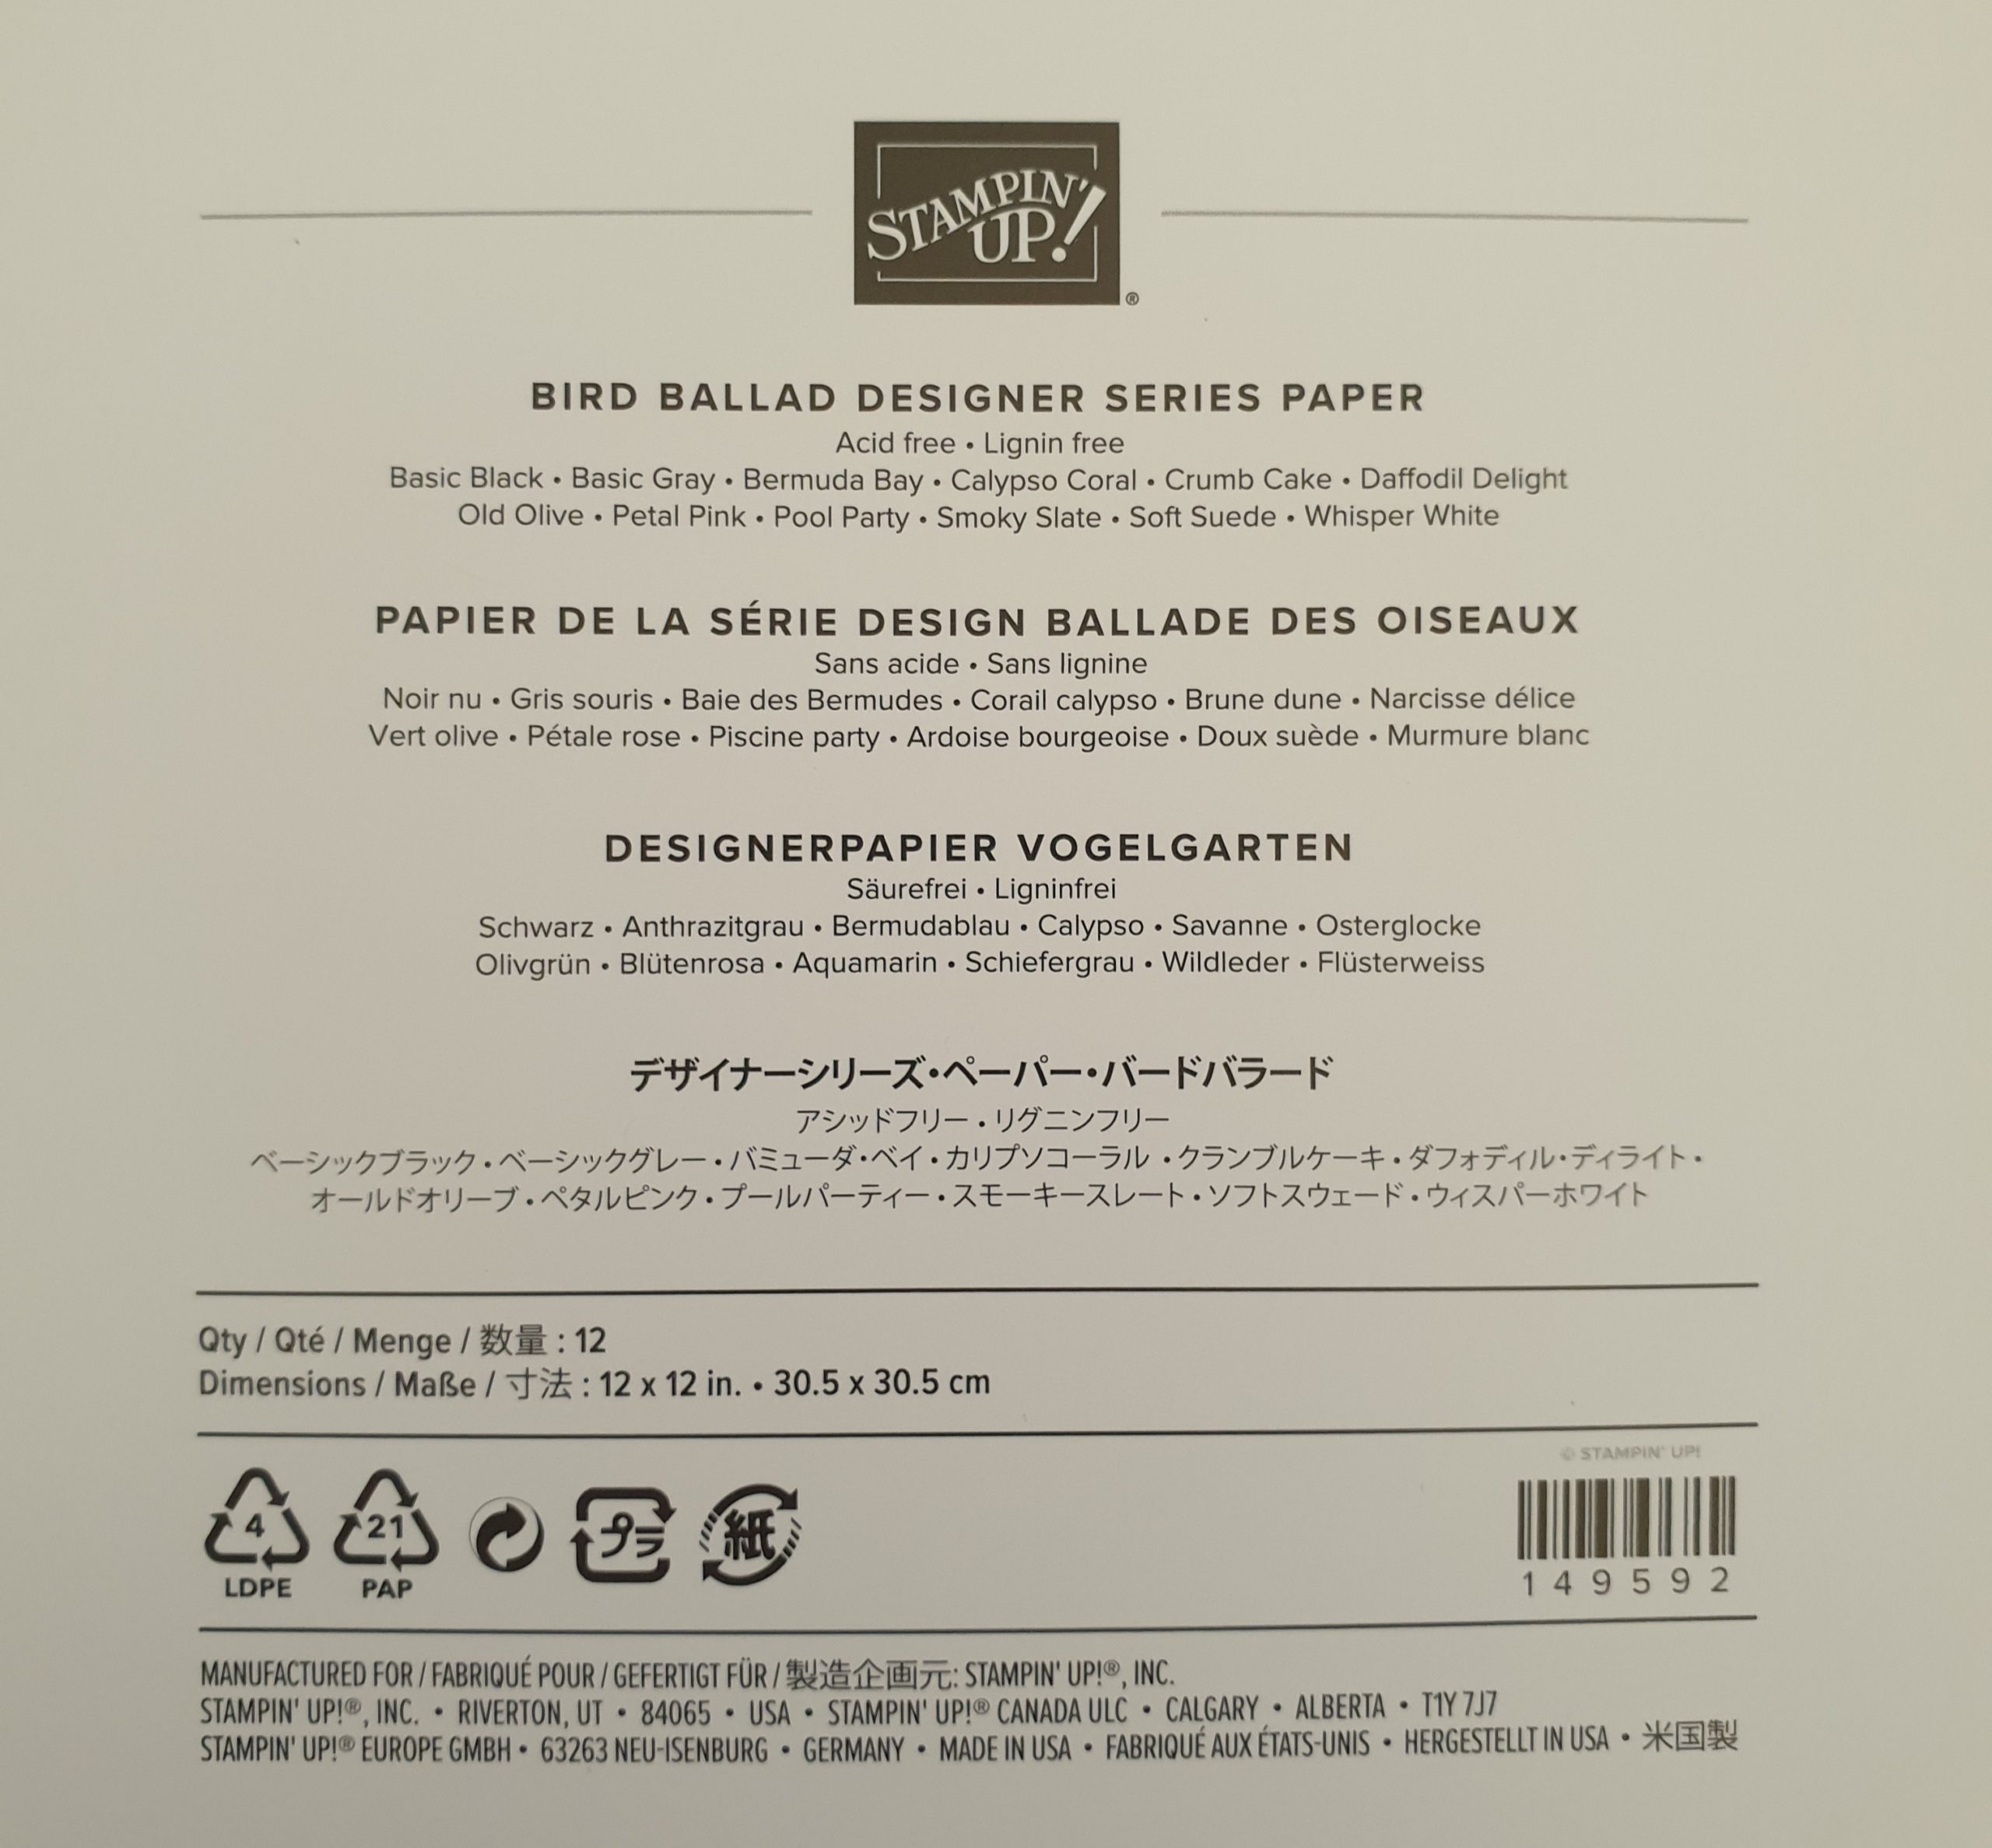 STAMPIN' UP!®
BIRD BALLAD DESIGNER SERIES PAPER
Acid free • Lignin free
Basic Black • Basic Gray • Bermuda Bay • Calypso Coral • Crumb Cake • Daffodil Delight
Old Olive • Petal Pink • Pool Party • Smoky Slate • Soft Suede • Whisper White
PAPIER DE LA SÉRIE DESIGN BALLADE DES OISEAUX
Sans acide • Sans lignine
Noir nu • Gris souris • Baie des Bermudes • Corail calypso • Brune dune • Narcisse délice
Vert olive • Pétale rose • Piscine party • Ardoise bourgeoise • Doux suède • Murmure blanc
DESIGNERPAPIER VOGELGARTEN
Säurefrei • Ligninfrei
Schwarz • Anthrazitgrau • Bermudablau • Calypso • Savanne • Osterglocke
Olivgrün • Blütenrosa • Aquamarin • Schiefergrau • Wildleder • Flüsterweiss
デザイナーシリーズ・ペーパー・バードバラード
アシッドフリー・リグニンフリー
ベーシックブラック・ベーシックグレー・バミューダ・ベイ・カリプソコーラル・クランブルケーキ・ダフォディル・ディライト・
オールドオリーブ・ペタルピンク・プールパーティー・スモーキースレート・ソフトスウェード・ウィスパーホワイト
Qty / Qté / Menge / 数量 : 12
Dimensions / Maße / 寸法 : 12 x 12 in. • 30.5 x 30.5 cm
© STAMPIN' UP!
4 21 プラ 紙
LDPE PAP
149592
MANUFACTURED FOR / FABRIQUÉ POUR / GEFERTIGT FÜR / 製造企画元: STAMPIN' UP!®, INC.
STAMPIN' UP!®, INC. • RIVERTON, UT • 84065 • USA • STAMPIN' UP!® CANADA ULC • CALGARY • ALBERTA • T1Y 7J7
STAMPIN' UP!® EUROPE GMBH • 63263 NEU-ISENBURG • GERMANY • MADE IN USA • FABRIQUÉ AUX ÉTATS-UNIS • HERGESTELLT IN USA • 米国製